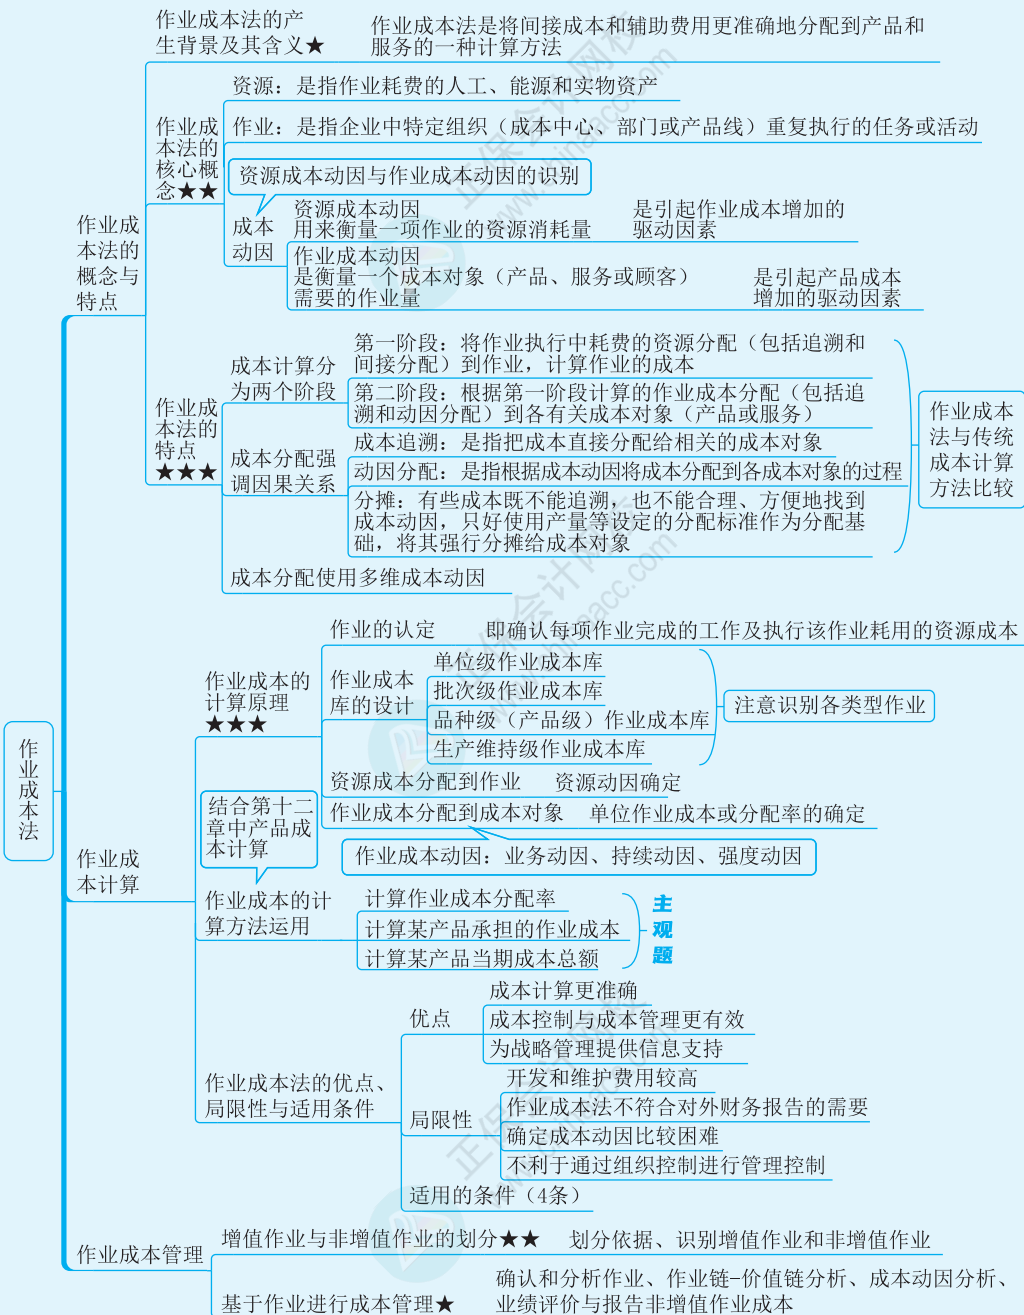 作业成本法
作业成
本法的
概念与
特点
作业成本法的产
生背景及其含义★
作业成本法是将间接成本和辅助费用更准确地分配到产品和
服务的一种计算方法
作业成
本法的
核心概
念★★
资源：是指作业耗费的人工、能源和实物资产
作业：是指企业中特定组织（成本中心、部门或产品线）重复执行的任务或活动
资源成本动因与作业成本动因的识别
成本
动因
资源成本动因
用来衡量一项作业的资源消耗量
是引起作业成本增加的
驱动因素
作业成本动因
是衡量一个成本对象（产品、服务或顾客）
需要的作业量
是引起产品成本
增加的驱动因素
作业成
本法的
特点
★★★
成本计算分
为两个阶段
第一阶段：将作业执行中耗费的资源分配（包括追溯和
间接分配）到作业，计算作业的成本
第二阶段：根据第一阶段计算的作业成本分配（包括追
溯和动因分配）到各有关成本对象（产品或服务）
成本分配强
调因果关系
成本追溯：是指把成本直接分配给相关的成本对象
动因分配：是指根据成本动因将成本分配到各成本对象的过程
分摊：有些成本既不能追溯，也不能合理、方便地找到
成本动因，只好使用产量等设定的分配标准作为分配基
础，将其强行分摊给成本对象
成本分配使用多维成本动因
作业成本
法与传统
成本计算
方法比较
作业成
本计算
作业成本的
计算原理
★★★
作业的认定
即确认每项作业完成的工作及执行该作业耗用的资源成本
作业成本
库的设计
单位级作业成本库
批次级作业成本库
品种级（产品级）作业成本库
生产维持级作业成本库
注意识别各类型作业
资源成本分配到作业
资源动因确定
作业成本分配到成本对象
单位作业成本或分配率的确定
作业成本动因：业务动因、持续动因、强度动因
结合第十二
章中产品成
本计算
作业成本的计
算方法运用
计算作业成本分配率
计算某产品承担的作业成本
计算某产品当期成本总额
主
观
题
作业成本法的优点、
局限性与适用条件
优点
成本计算更准确
成本控制与成本管理更有效
为战略管理提供信息支持
局限性
开发和维护费用较高
作业成本法不符合对外财务报告的需要
确定成本动因比较困难
不利于通过组织控制进行管理控制
适用的条件（4条）
作业成本管理
增值作业与非增值作业的划分★★
划分依据、识别增值作业和非增值作业
基于作业进行成本管理★
确认和分析作业、作业链-价值链分析、成本动因分析、
业绩评价与报告非增值作业成本
正保会计网校
www.chinaacc.com
正保会计网校
www.chinaacc.com
正保会计网校
www.chinaacc.com